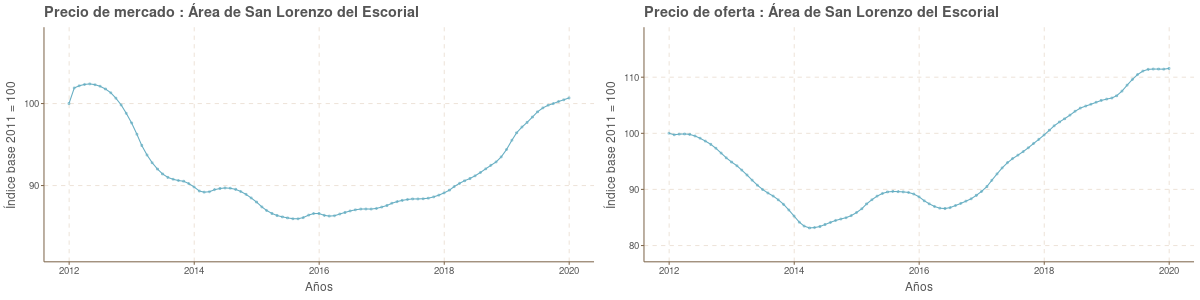 Precio de mercado : Área de San Lorenzo del Escorial
Índice base 2011 = 100
100
90
2012 2014 2016 2018 2020
Años
Precio de oferta : Área de San Lorenzo del Escorial
Índice base 2011 = 100
110
100
90
80
2012 2014 2016 2018 2020
Años